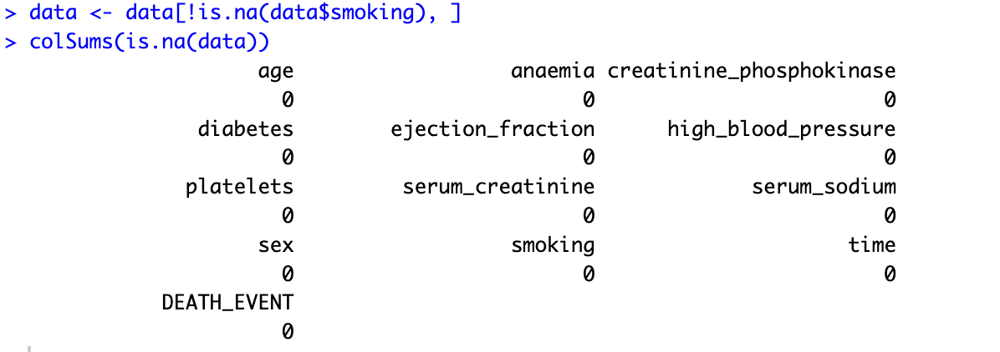 > data <- data[!is.na(data$smoking), ]
> colSums(is.na(data))
age anaemia creatinine_phosphokinase
0 0 0
diabetes ejection_fraction high_blood_pressure
0 0 0
platelets serum_creatinine serum_sodium
0 0 0
sex smoking time
0 0 0
DEATH_EVENT
0